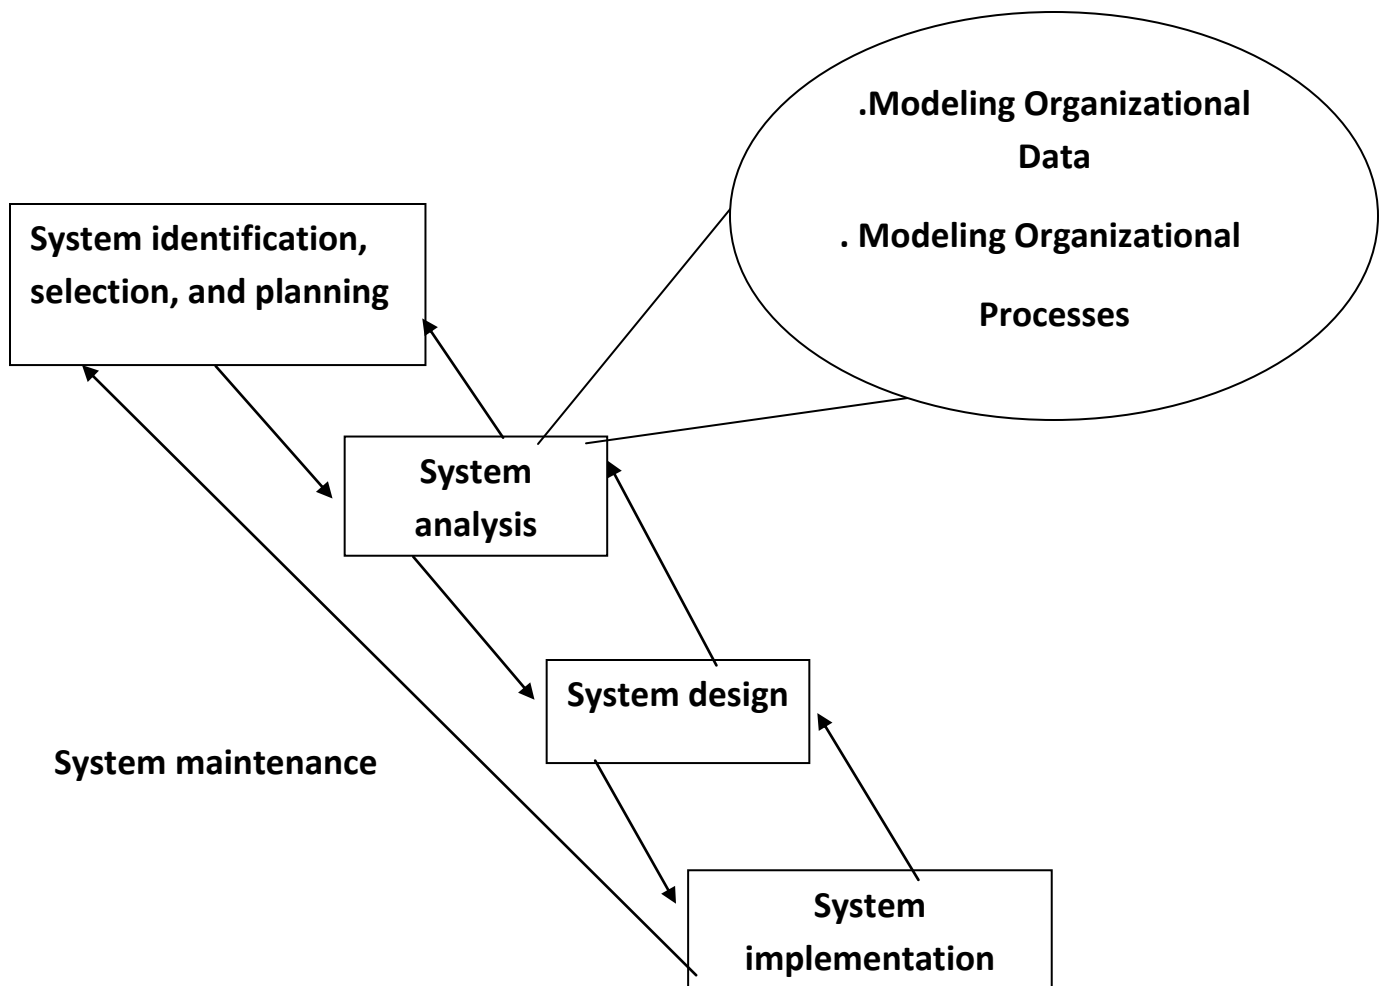 .Modeling Organizational
Data
. Modeling Organizational
Processes
System identification,
selection, and planning
System
analysis
System design
System maintenance
System
implementation